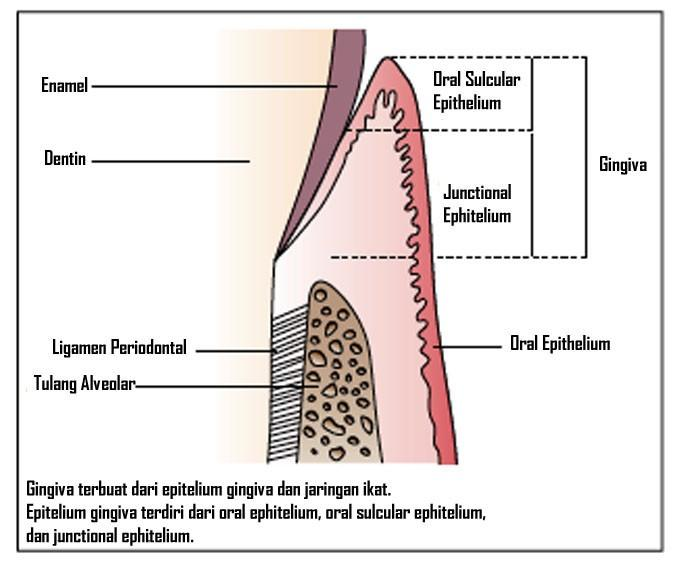 Enamel
Oral Sulcular
Epithelium
Dentin
Gingiva
Junctional
Ephitelium
Ligamen Periodontal
Oral Epithelium
Tulang Alveolar
Gingiva terbuat dari epitelium gingiva dan jaringan ikat.
Epitelium gingiva terdiri dari oral ephitelium, oral sulcular ephitelium,
dan junctional ephitelium.